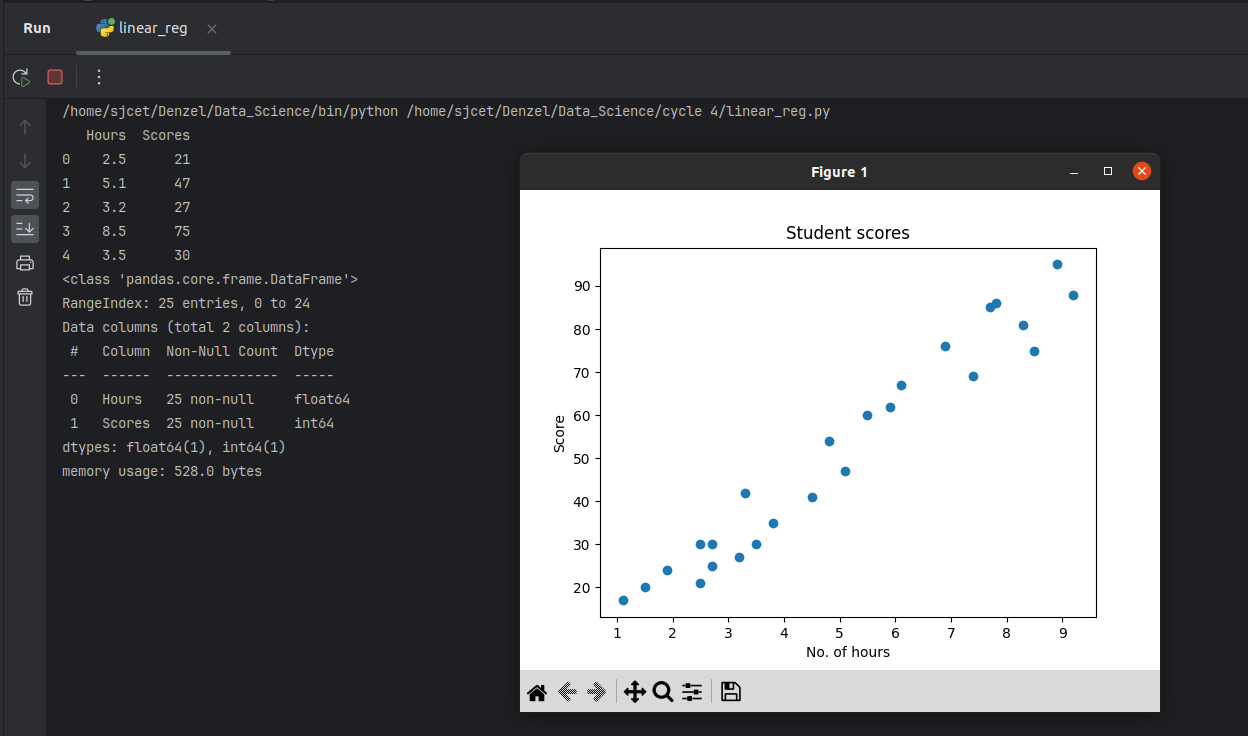 Run linear_reg
/home/sjcet/Denzel/Data_Science/bin/python /home/sjcet/Denzel/Data_Science/cycle 4/linear_reg.py
Hours Scores
0 2.5 21
1 5.1 47
2 3.2 27
3 8.5 75
4 3.5 30
<class 'pandas.core.frame.DataFrame'>
RangeIndex: 25 entries, 0 to 24
Data columns (total 2 columns):
# Column Non-Null Count Dtype
--- ------ -------------- -----
0 Hours 25 non-null float64
1 Scores 25 non-null int64
dtypes: float64(1), int64(1)
memory usage: 528.0 bytes
Figure 1
Student scores
Score
90
80
70
60
50
40
30
20
1 2 3 4 5 6 7 8 9
No. of hours